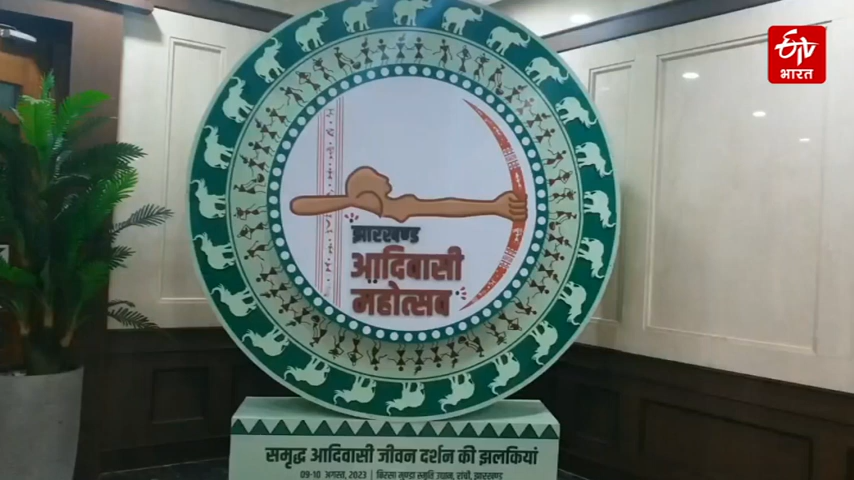 ETV
भारत
झारखण्ड
आदिवासी
महोत्सव
समृद्ध आदिवासी जीवन दर्शन की झलकियां
09-10 अगस्त, 2023 | बिरसा मुण्डा स्मृति उद्यान, रांची, झारखण्ड